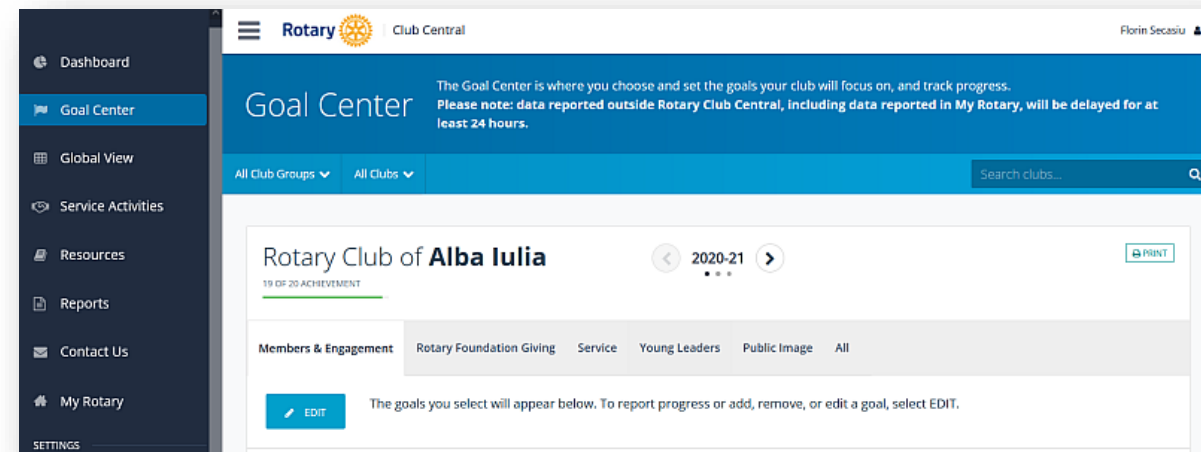 Rotary Club Central
Florin Secasiu
Dashboard
Goal Center
Global View
Service Activities
Resources
Reports
Contact Us
My Rotary
SETTINGS
Goal Center
The Goal Center is where you choose and set the goals your club will focus on, and track progress.
Please note: data reported outside Rotary Club Central, including data reported in My Rotary, will be delayed for at
least 24 hours.
All Club Groups All Clubs
Search clubs...
Rotary Club of Alba Iulia
2020-21
PRINT
19 OF 20 ACHIEVEMENT
Members & Engagement Rotary Foundation Giving Service Young Leaders Public Image All
EDIT
The goals you select will appear below. To report progress or add, remove, or edit a goal, select EDIT.